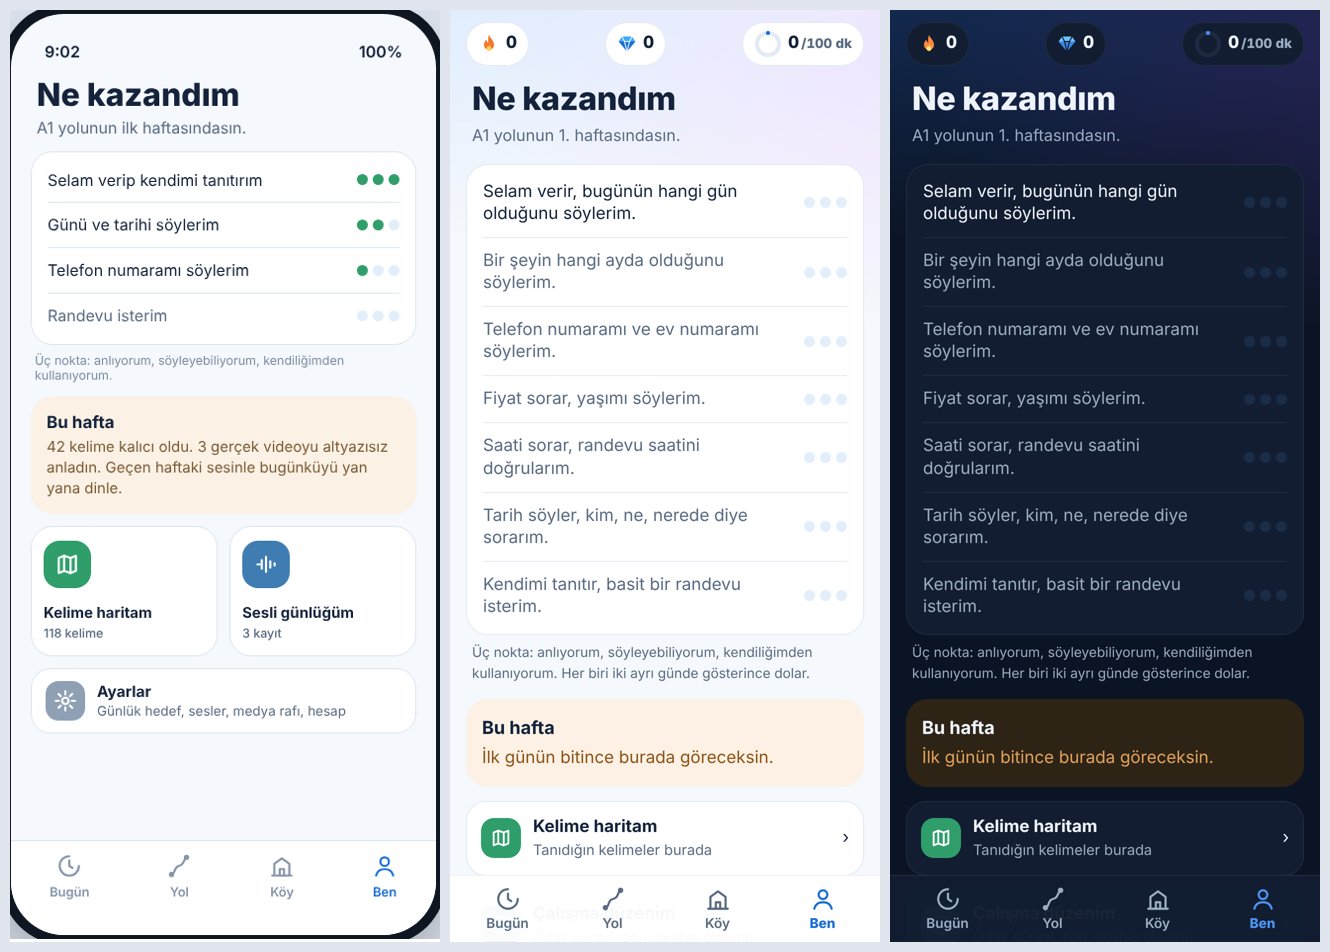 9:02
100%
Ne kazandım
A1 yolunun ilk haftasındasın.
Selam verip kendimi tanıtırım
Günü ve tarihi söylerim
Telefon numaramı söylerim
Randevu isterim
Üç nokta: anlıyorum, söyleyebiliyorum, kendiliğimden
kullanıyorum.
Bu hafta
42 kelime kalıcı oldu. 3 gerçek videoyu altyazısız
anladın. Geçen haftaki sesinle bugünküyü yan
yana dinle.
Kelime haritam
118 kelime
Sesli günlüğüm
3 kayıt
Ayarlar
Günlük hedef, sesler, medya rafı, hesap
Bugün
Yol
Köy
Ben
0
0
0/100 dk
Ne kazandım
A1 yolunun 1. haftasındasın.
Selam verir, bugünün hangi gün
olduğunu söylerim.
Bir şeyin hangi ayda olduğunu
söylerim.
Telefon numaramı ve ev numaramı
söylerim.
Fiyat sorar, yaşımı söylerim.
Saati sorar, randevu saatini
doğrularım.
Tarih söyler, kim, ne, nerede diye
sorarım.
Kendimi tanıtır, basit bir randevu
isterim.
Üç nokta: anlıyorum, söyleyebiliyorum, kendiliğimden
kullanıyorum. Her biri iki ayrı günde gösterince dolar.
Bu hafta
İlk günün bitince burada göreceksin.
Kelime haritam
Tanıdığın kelimeler burada
Çalışma düzenim
Bugün
Yol
Köy
Ben
0
0
0/100 dk
Ne kazandım
A1 yolunun 1. haftasındasın.
Selam verir, bugünün hangi gün
olduğunu söylerim.
Bir şeyin hangi ayda olduğunu
söylerim.
Telefon numaramı ve ev numaramı
söylerim.
Fiyat sorar, yaşımı söylerim.
Saati sorar, randevu saatini
doğrularım.
Tarih söyler, kim, ne, nerede diye
sorarım.
Kendimi tanıtır, basit bir randevu
isterim.
Üç nokta: anlıyorum, söyleyebiliyorum, kendiliğimden
kullanıyorum. Her biri iki ayrı günde gösterince dolar.
Bu hafta
İlk günün bitince burada göreceksin.
Kelime haritam
Tanıdığın kelimeler burada
Çalışma düzenim
Bugün
Yol
Köy
Ben